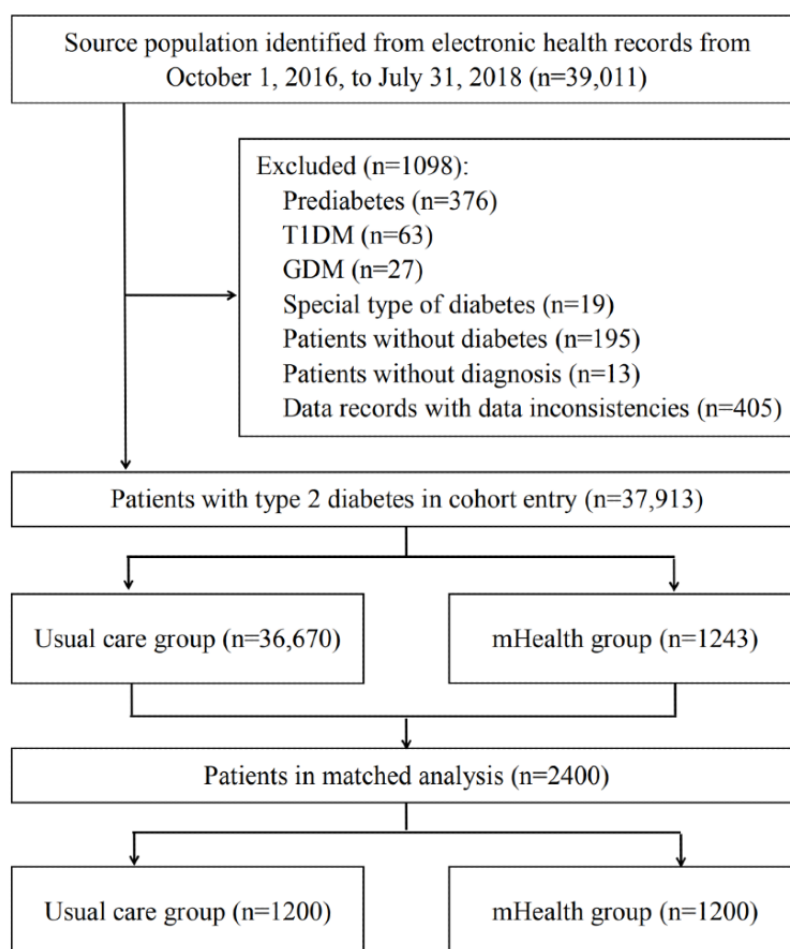 Source population identified from electronic health records from
October 1, 2016, to July 31, 2018 (n=39,011)
Excluded (n=1098):
Prediabetes (n=376)
T1DM (n=63)
GDM (n=27)
Special type of diabetes (n=19)
Patients without diabetes (n=195)
Patients without diagnosis (n=13)
Data records with data inconsistencies (n=405)
Patients with type 2 diabetes in cohort entry (n=37,913)
Usual care group (n=36,670)
mHealth group (n=1243)
Patients in matched analysis (n=2400)
Usual care group (n=1200)
mHealth group (n=1200)